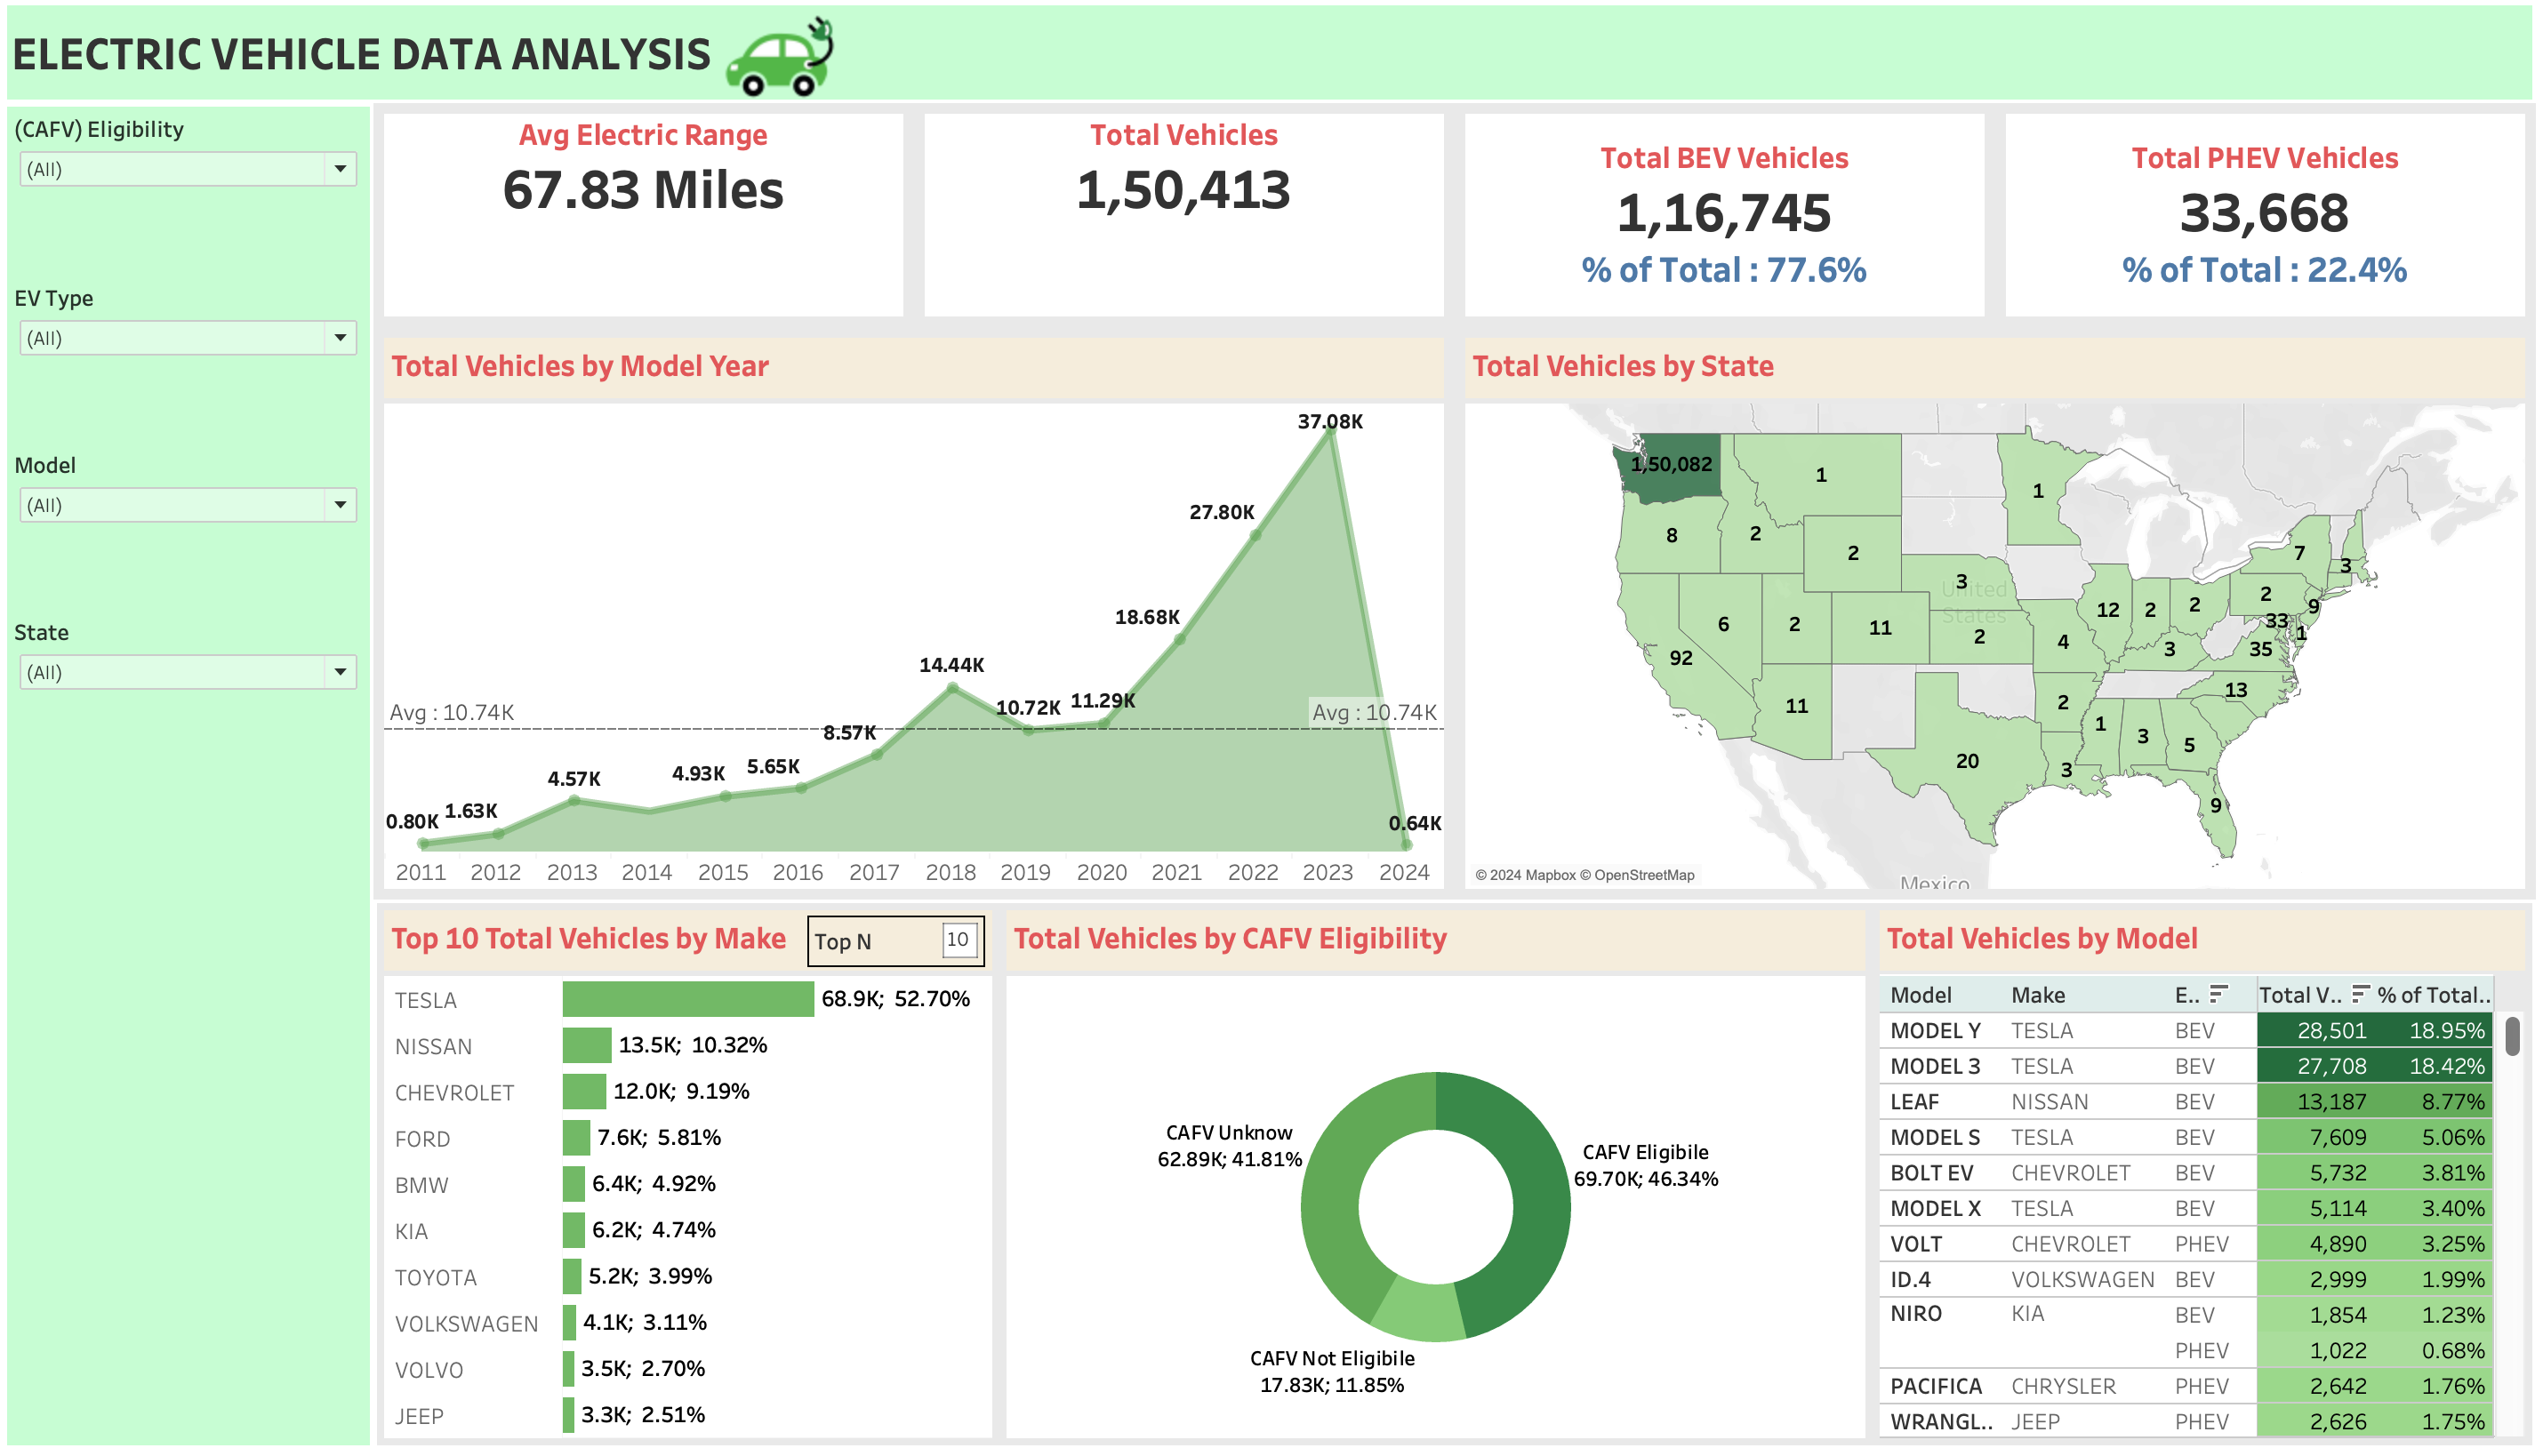 ELECTRIC VEHICLE DATA ANALYSIS
(CAFV) Eligibility
(All)
EV Type
(All)
Model
(All)
State
(All)
Avg Electric Range
67.83 Miles
Total Vehicles
1,50,413
Total BEV Vehicles
1,16,745
% of Total : 77.6%
Total PHEV Vehicles
33,668
% of Total : 22.4%
Total Vehicles by Model Year
37.08K
27.80K
18.68K
14.44K
10.72K 11.29K
Avg : 10.74K
Avg : 10.74K
8.57K
5.65K
4.93K
4.57K
1.63K
0.80K
0.64K
2011 2012 2013 2014 2015 2016 2017 2018 2019 2020 2021 2022 2023 2024
Total Vehicles by State
1,50,082
1
1
8
2
2
7
3
3
United
States
12
2
2
2
9
33
1
6
2
11
2
4
3
35
92
13
11
2
1
3
5
20
3
9
Mexico
© 2024 Mapbox © OpenStreetMap
Top 10 Total Vehicles by Make
Top N 10
TESLA 68.9K; 52.70%
NISSAN 13.5K; 10.32%
CHEVROLET 12.0K; 9.19%
FORD 7.6K; 5.81%
BMW 6.4K; 4.92%
KIA 6.2K; 4.74%
TOYOTA 5.2K; 3.99%
VOLKSWAGEN 4.1K; 3.11%
VOLVO 3.5K; 2.70%
JEEP 3.3K; 2.51%
Total Vehicles by CAFV Eligibility
CAFV Unknow
62.89K; 41.81%
CAFV Eligibile
69.70K; 46.34%
CAFV Not Eligibile
17.83K; 11.85%
Total Vehicles by Model
Model Make E.. Total V.. % of Total..
MODEL Y TESLA BEV 28,501 18.95%
MODEL 3 TESLA BEV 27,708 18.42%
LEAF NISSAN BEV 13,187 8.77%
MODEL S TESLA BEV 7,609 5.06%
BOLT EV CHEVROLET BEV 5,732 3.81%
MODEL X TESLA BEV 5,114 3.40%
VOLT CHEVROLET PHEV 4,890 3.25%
ID.4 VOLKSWAGEN BEV 2,999 1.99%
NIRO KIA BEV 1,854 1.23%
PHEV 1,022 0.68%
PACIFICA CHRYSLER PHEV 2,642 1.76%
WRANGL.. JEEP PHEV 2,626 1.75%